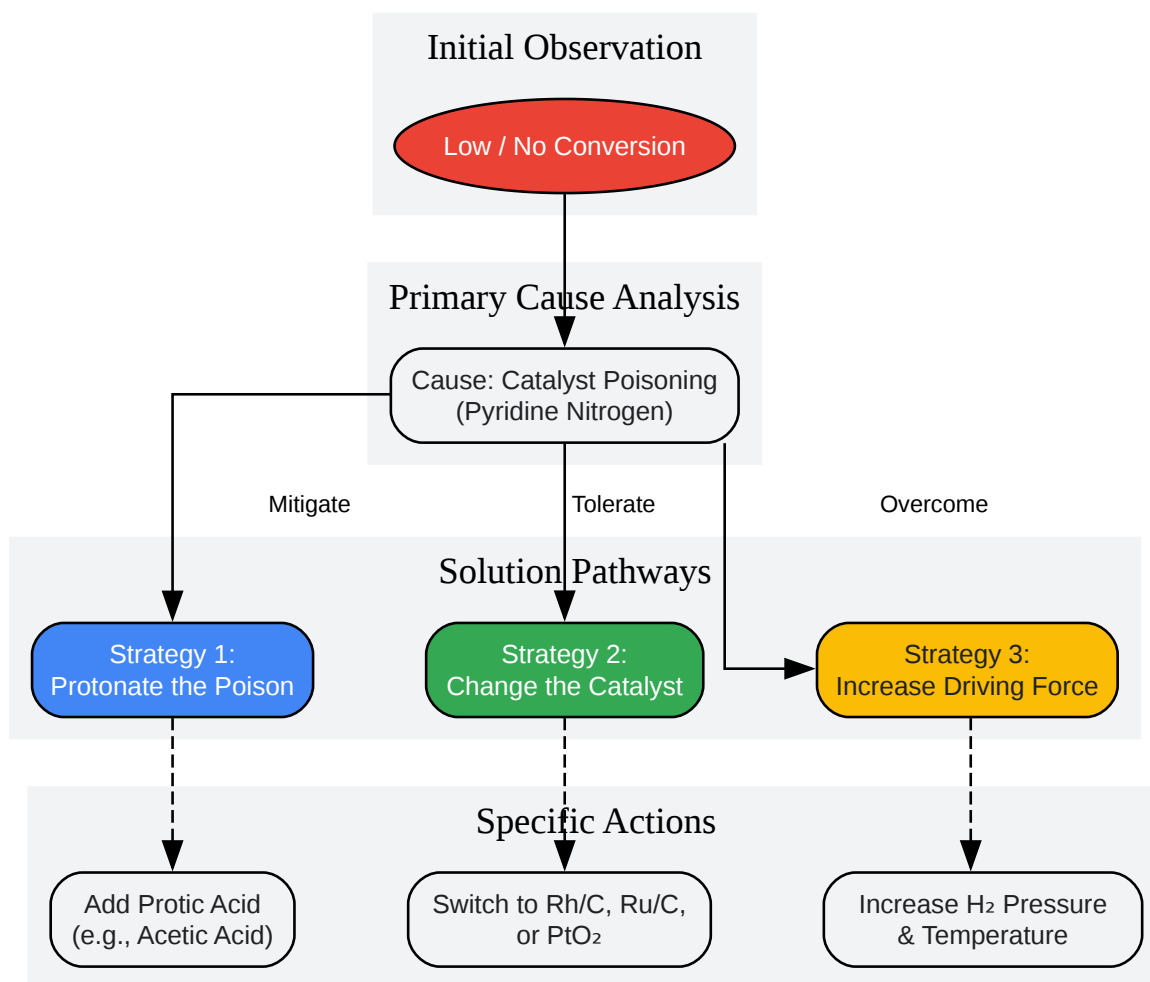 Initial Observation
Low / No Conversion
Primary Cause Analysis
Cause: Catalyst Poisoning
(Pyridine Nitrogen)
Mitigate
Tolerate
Overcome
Solution Pathways
Strategy 1:
Protonate the Poison
Strategy 2:
Change the Catalyst
Strategy 3:
Increase Driving Force
Specific Actions
Add Protic Acid
(e.g., Acetic Acid)
Switch to Rh/C, Ru/C,
or PtO₂
Increase H₂ Pressure
& Temperature